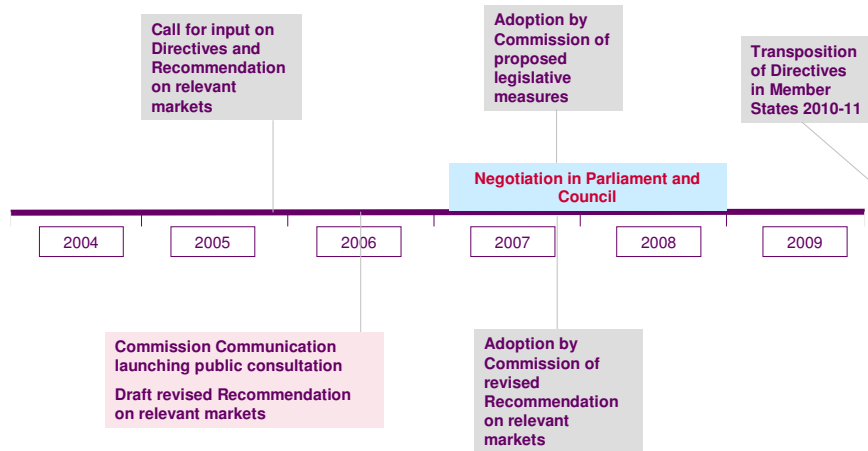 Call for input on
Directives and
Recommendation
on relevant
markets
Adoption by
Commission of
proposed
legislative
measures
Transposition
of Directives
in Member
States 2010-11
Negotiation in Parliament and
Council
2004
2005
2006
2007
2008
2009
Commission Communication
launching public consultation
Draft revised Recommendation
on relevant markets
Adoption by
Commission of
revised
Recommendation
on relevant
markets